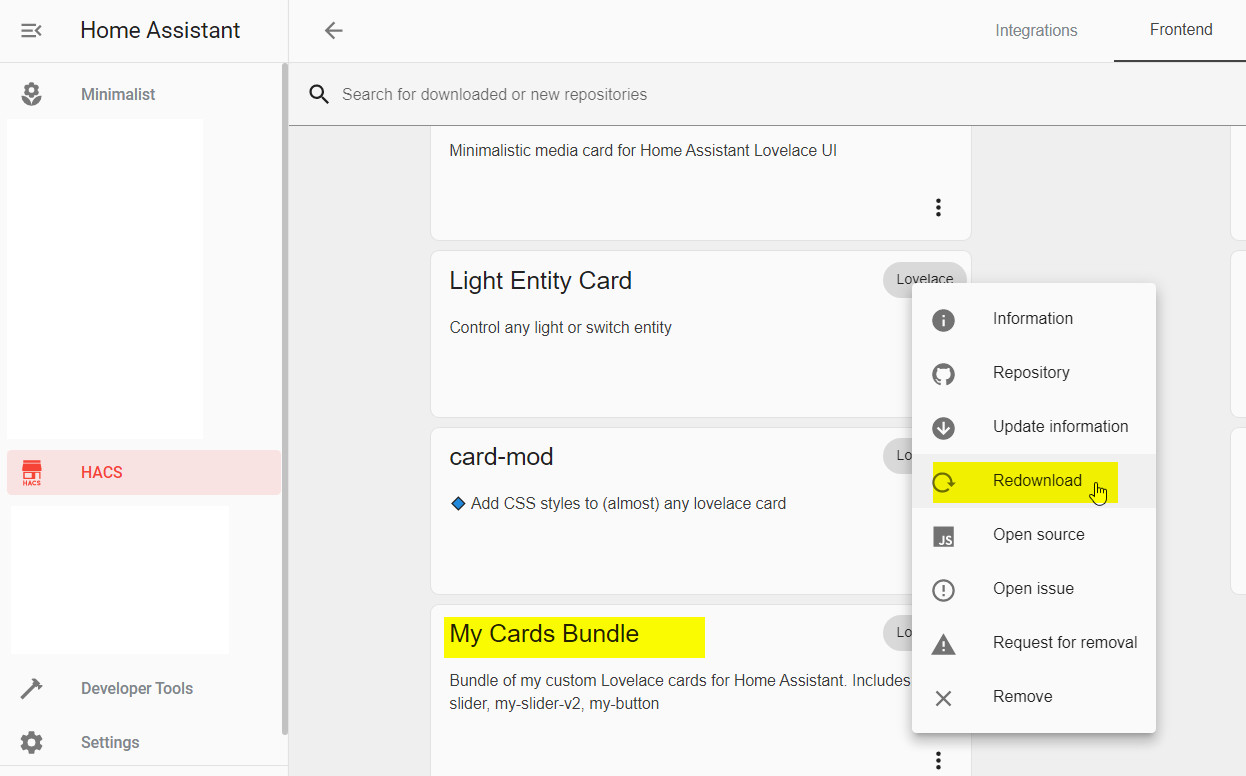 Home Assistant
Minimalist
HACS
HACS
Developer Tools
Settings
Integrations
Frontend
Search for downloaded or new repositories
Minimalistic media card for Home Assistant Lovelace UI
Light Entity Card
Lovelace
Control any light or switch entity
card-mod
Lo
Add CSS styles to (almost) any lovelace card
My Cards Bundle
Lo
Bundle of my custom Lovelace cards for Home Assistant. Includes
slider, my-slider-v2, my-button
Information
Repository
Update information
Redownload
JS
Open source
Open issue
Request for removal
Remove